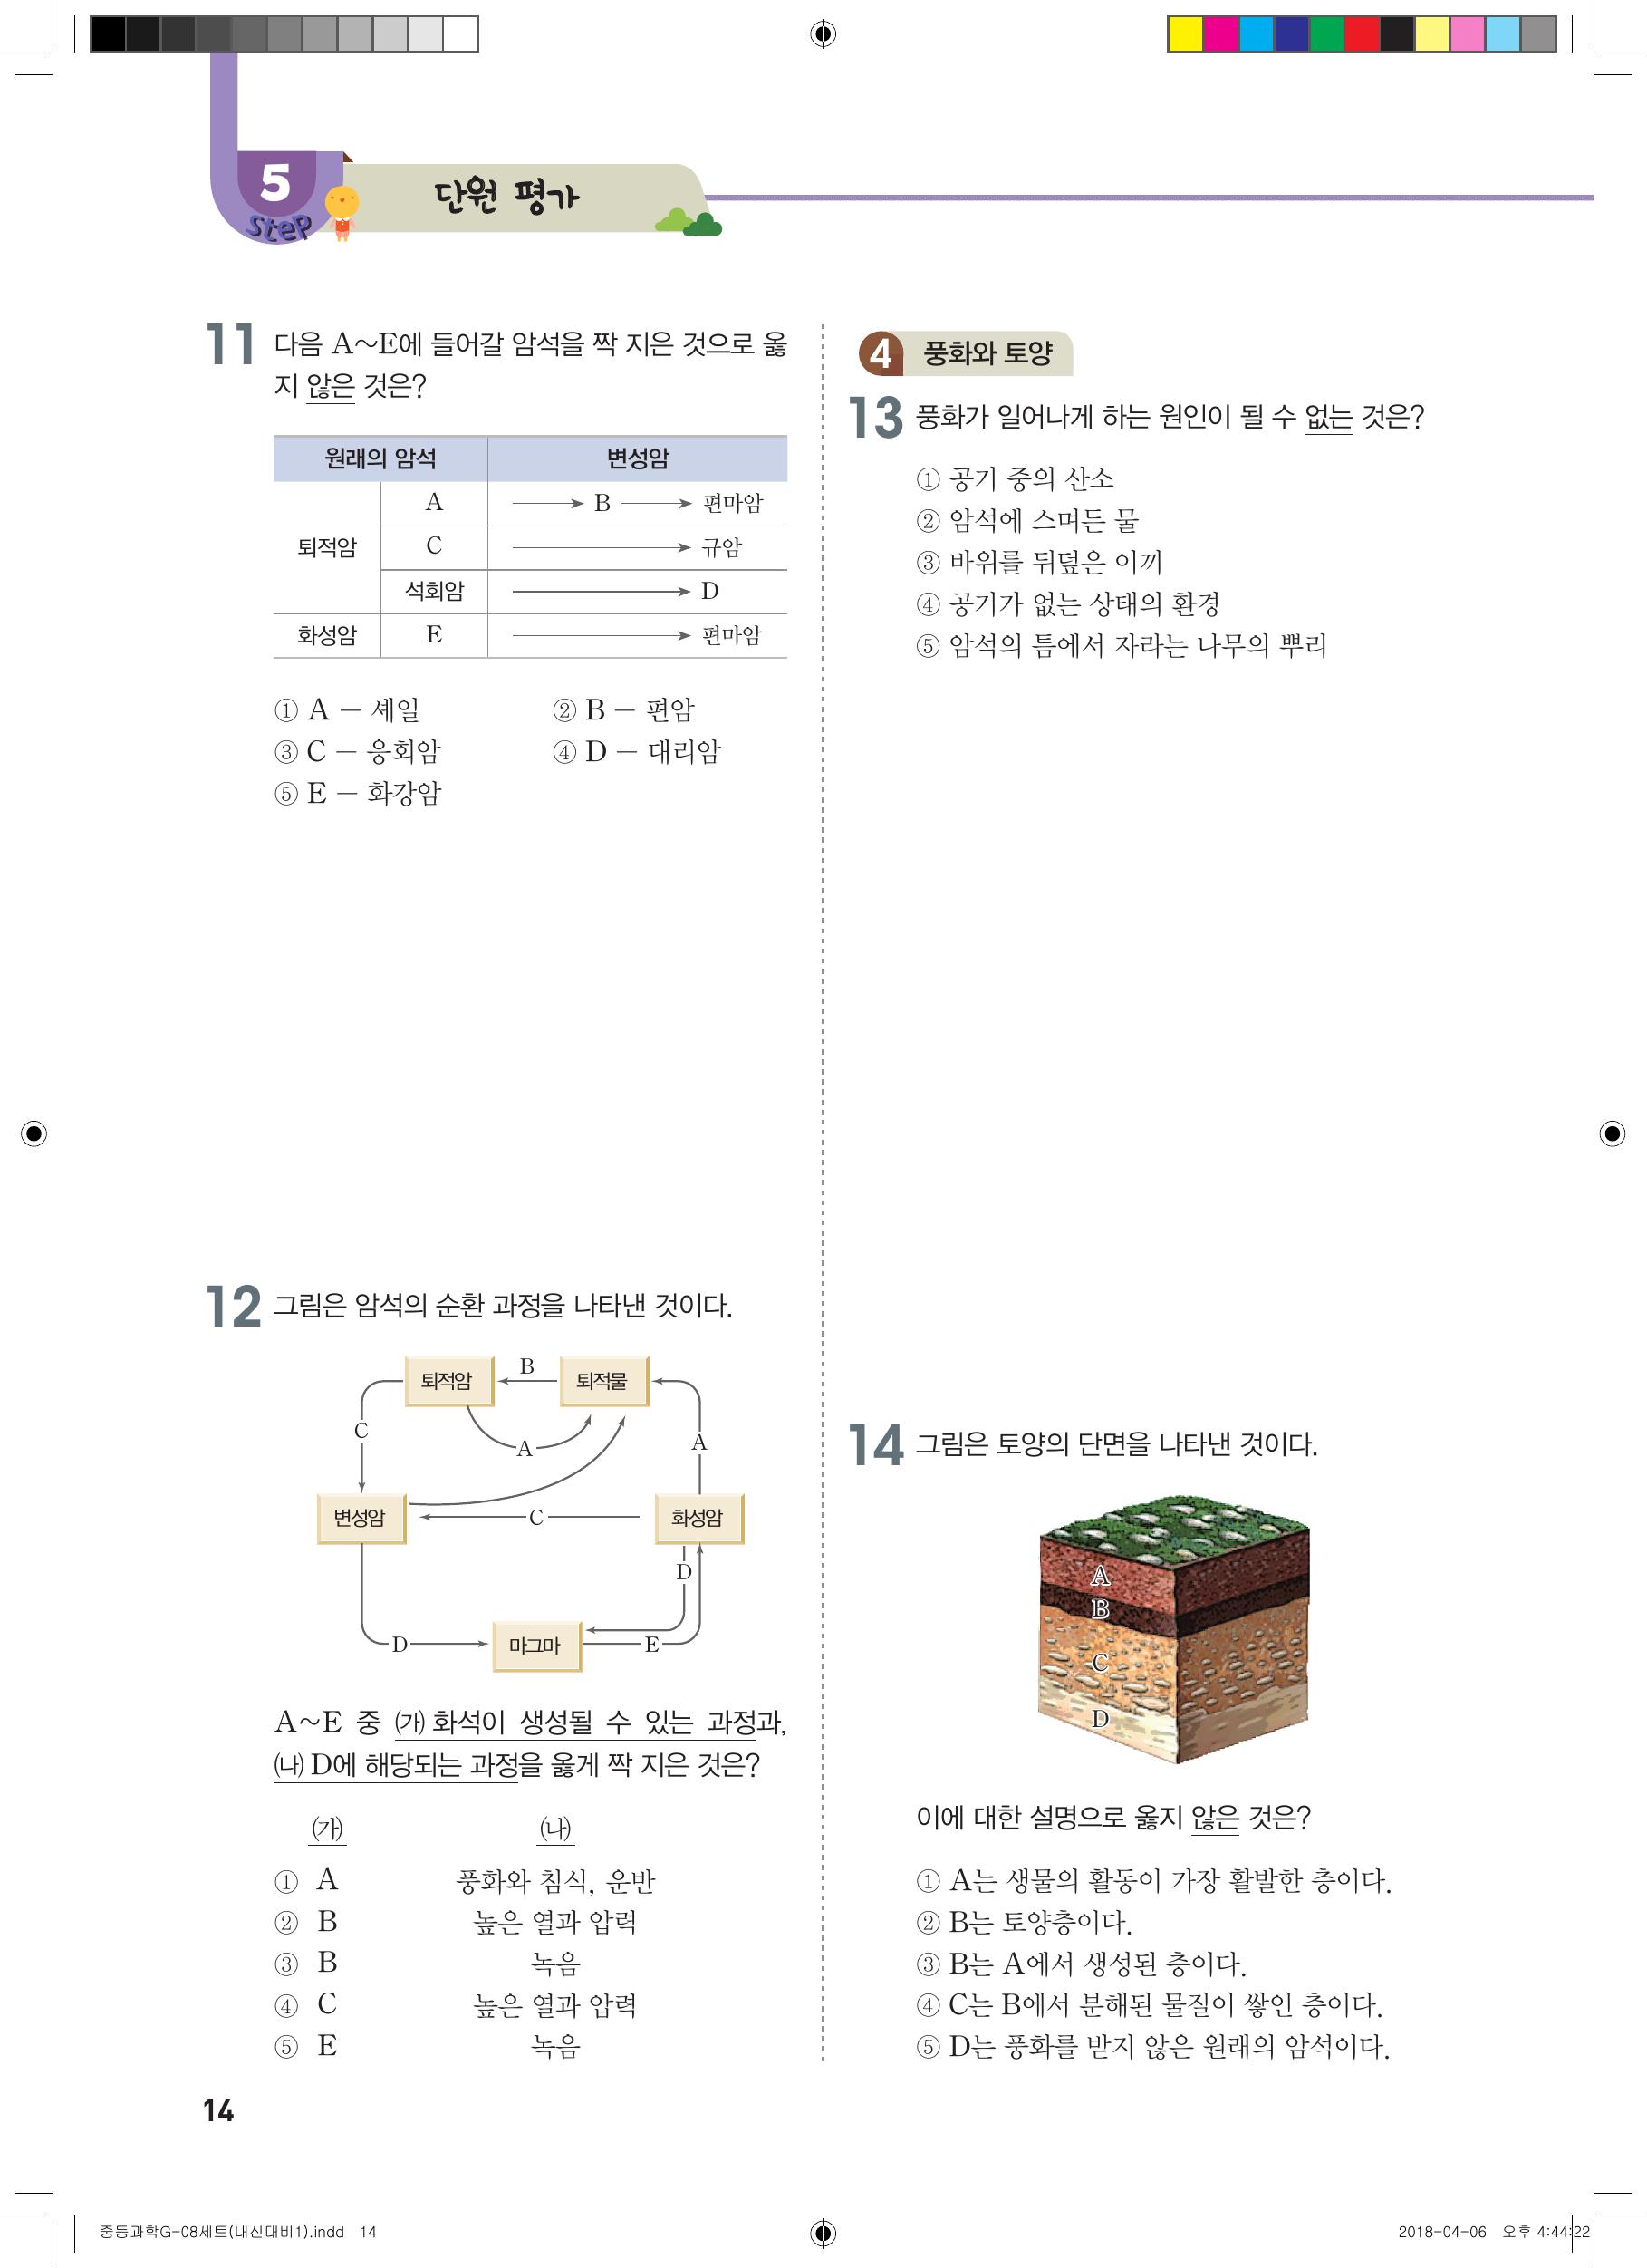 5
step
단원 평가
11 다음 A~E에 들어갈 암석을 짝 지은 것으로 옳
지 않은 것은?
원래의 암석 변성암
퇴적암 A B 편마암
C 규암
석회암 D
화성암 E 편마암
① A - 셰일 ② B - 편암
③ C - 응회암 ④ D - 대리암
⑤ E - 화강암
12 그림은 암석의 순환 과정을 나타낸 것이다.
퇴적암 B 퇴적물
C A A
변성암 C 화성암
D
D 마그마 E
A~E 중 ㈎ 화석이 생성될 수 있는 과정과,
㈏ D에 해당되는 과정을 옳게 짝 지은 것은?
㈎ ㈏
① A 풍화와 침식, 운반
② B 높은 열과 압력
③ B 녹음
④ C 높은 열과 압력
⑤ E 녹음
4 풍화와 토양
13 풍화가 일어나게 하는 원인이 될 수 없는 것은?
① 공기 중의 산소
② 암석에 스며든 물
③ 바위를 뒤덮은 이끼
④ 공기가 없는 상태의 환경
⑤ 암석의 틈에서 자라는 나무의 뿌리
14 그림은 토양의 단면을 나타낸 것이다.
A
B
C
D
이에 대한 설명으로 옳지 않은 것은?
① A는 생물의 활동이 가장 활발한 층이다.
② B는 토양층이다.
③ B는 A에서 생성된 층이다.
④ C는 B에서 분해된 물질이 쌓인 층이다.
⑤ D는 풍화를 받지 않은 원래의 암석이다.
14
중등과학G-08세트(내신대비1).indd 14
2018-04-06 오후 4:44:22